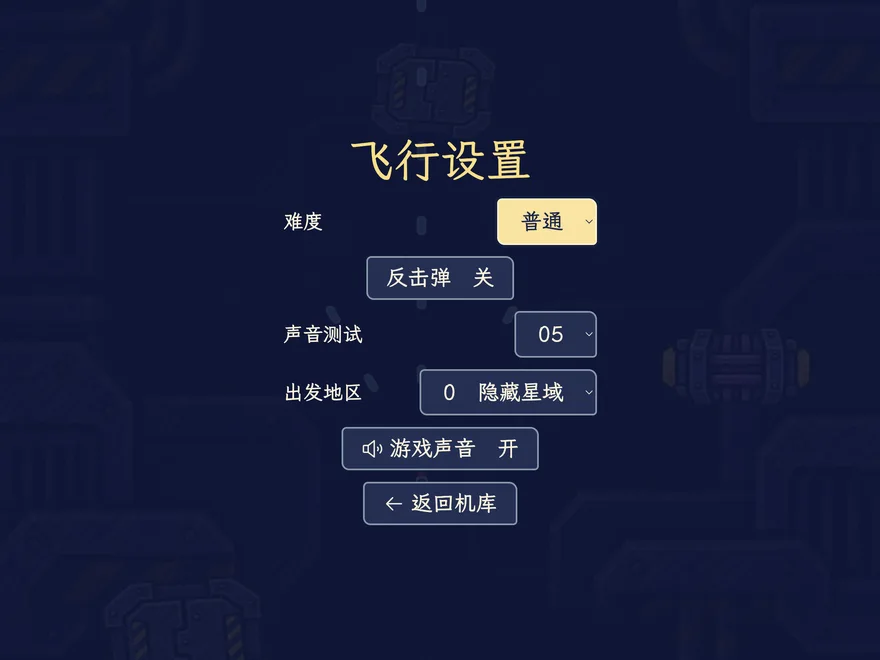 飞行设置
难度 普通
反击弹 关
声音测试 05
出发地区 0 隐藏星域
游戏声音 开
← 返回机库